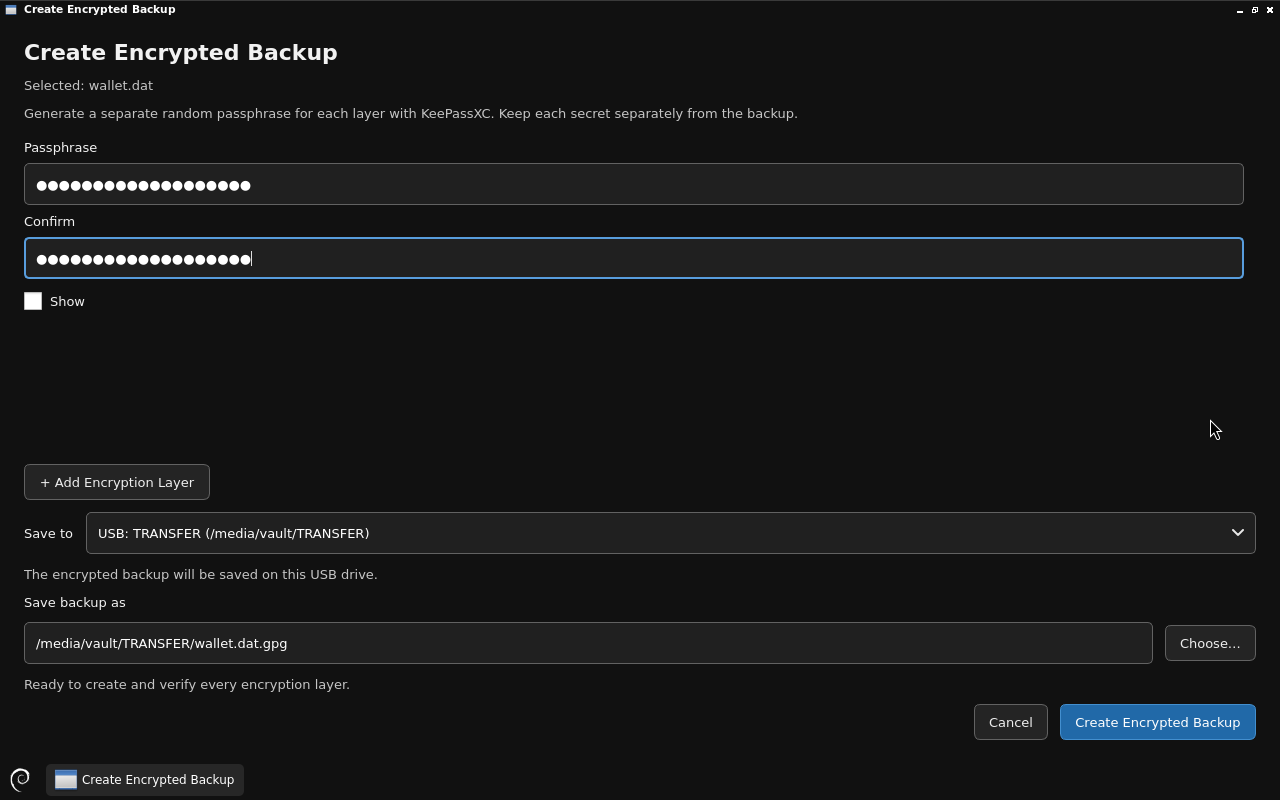 Create Encrypted Backup
Create Encrypted Backup
Selected: wallet.dat
Generate a separate random passphrase for each layer with KeePassXC. Keep each secret separately from the backup.
Passphrase
●●●●●●●●●●●●●●●●●●●
Confirm
●●●●●●●●●●●●●●●●●●●
Show
+ Add Encryption Layer
Save to USB: TRANSFER (/media/vault/TRANSFER)
The encrypted backup will be saved on this USB drive.
Save backup as
/media/vault/TRANSFER/wallet.dat.gpg Choose...
Ready to create and verify every encryption layer.
Cancel Create Encrypted Backup
Create Encrypted Backup